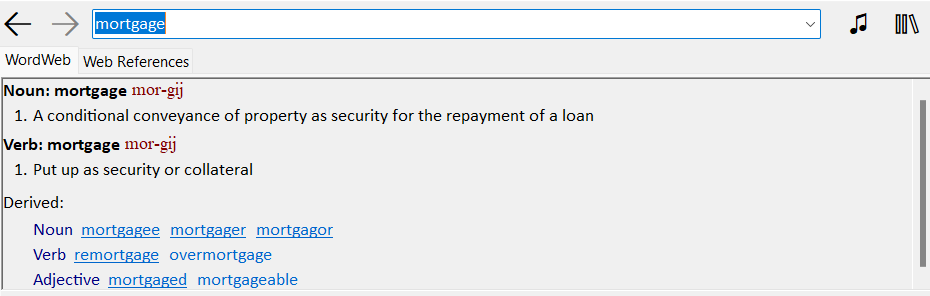 mortgage
WordWeb Web References
Noun: mortgage mor-gij
1. A conditional conveyance of property as security for the repayment of a loan
Verb: mortgage mor-gij
1. Put up as security or collateral
Derived:
Noun mortgagee mortgager mortgagor
Verb remortgage overmortgage
Adjective mortgaged mortgageable